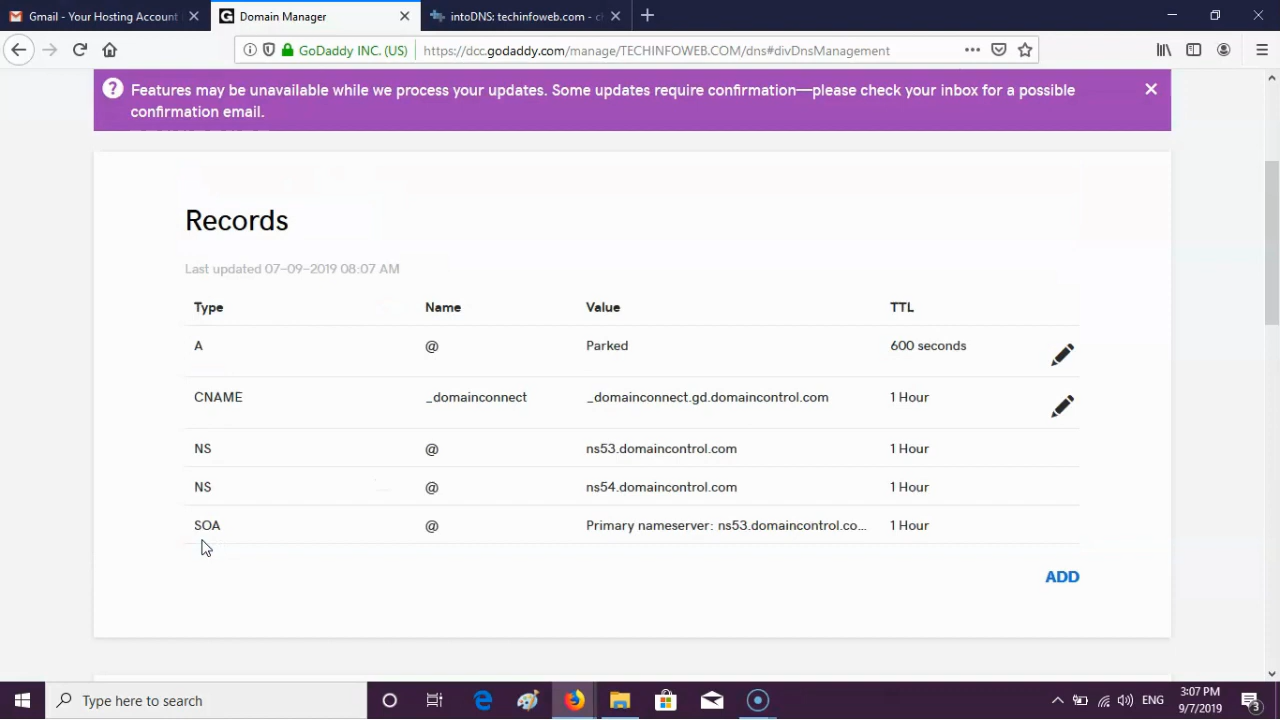 Gmail - Your Hosting Account
Domain Manager
intoDNS: techinfoweb.com - c
GoDaddy INC. (US)
https://dcc.godaddy.com/manage/TECHINFOWEB.COM/dns#divDnsManagement
Features may be unavailable while we process your updates. Some updates require confirmation—please check your inbox for a possible
confirmation email.
Records
Last updated 07-09-2019 08:07 AM
Type Name Value TTL
A @ Parked 600 seconds
CNAME _domainconnect _domainconnect.gd.domaincontrol.com 1 Hour
NS @ ns53.domaincontrol.com 1 Hour
NS @ ns54.domaincontrol.com 1 Hour
SOA @ Primary nameserver: ns53.domaincontrol.co... 1 Hour
ADD
Type here to search
ENG
3:07 PM
9/7/2019
3